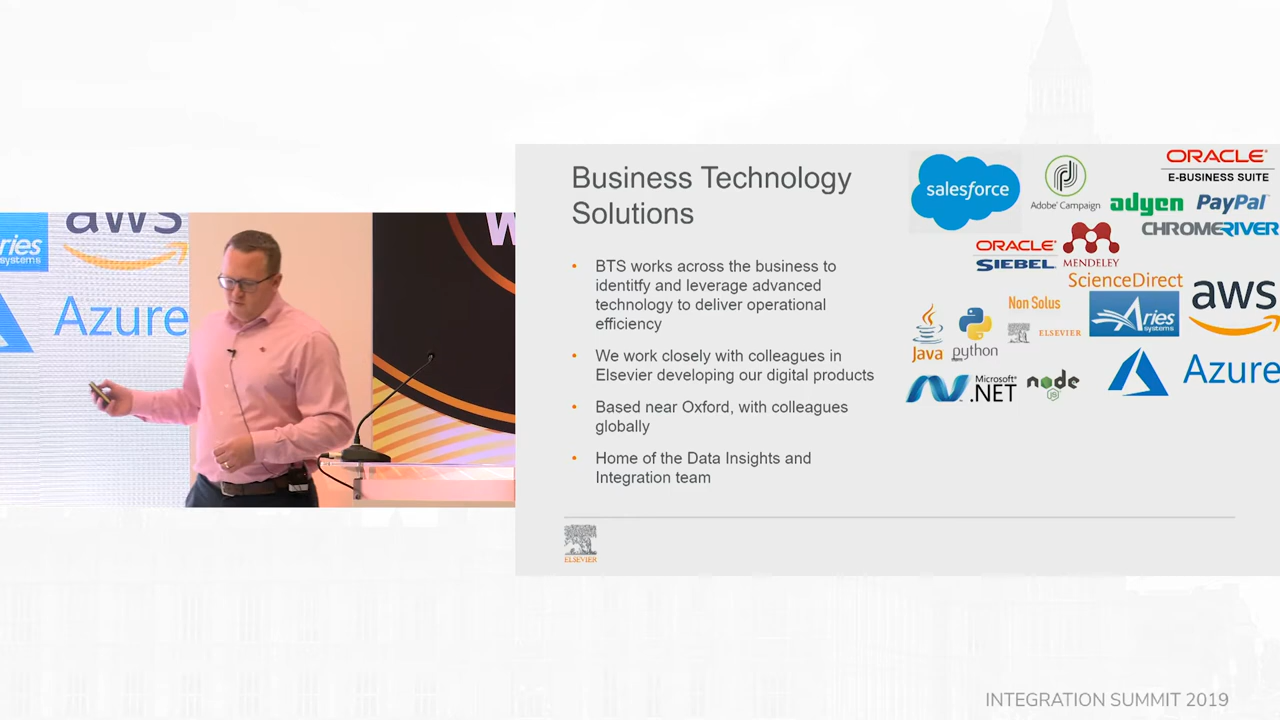 aws
ries
systems
Azure
W
Business Technology
Solutions
• BTS works across the business to
identitfy and leverage advanced
technology to deliver operational
efficiency
• We work closely with colleagues in
Elsevier developing our digital products
• Based near Oxford, with colleagues
globally
• Home of the Data Insights and
Integration team
salesforce
Adobe Campaign
ORACLE
E-BUSINESS SUITE
adyen
PayPal
CHROMERIVER
ORACLE
SIEBEL
MENDELEY
ScienceDirect
Non Solus
ELSEVIER
Aries
systems
aws
Java
python
Microsoft
.NET
node
JS
Azure
ELSEVIER
INTEGRATION SUMMIT 2019